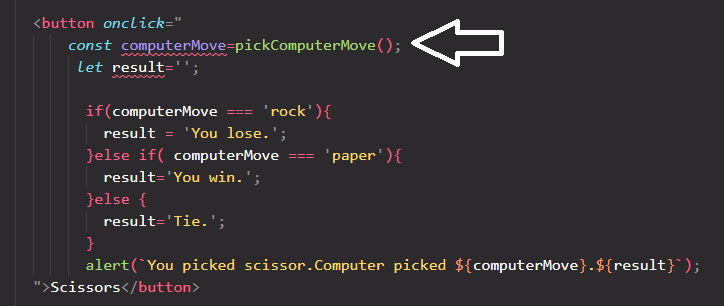 <button onclick="
const computerMove=pickComputerMove();
let result='';
if(computerMove === 'rock'){
result = 'You lose.';
}else if( computerMove === 'paper'){
result='You win.';
}else {
result='Tie.';
}
alert(`You picked scissor.Computer picked ${computerMove}.${result}`);
">Scissors</button>